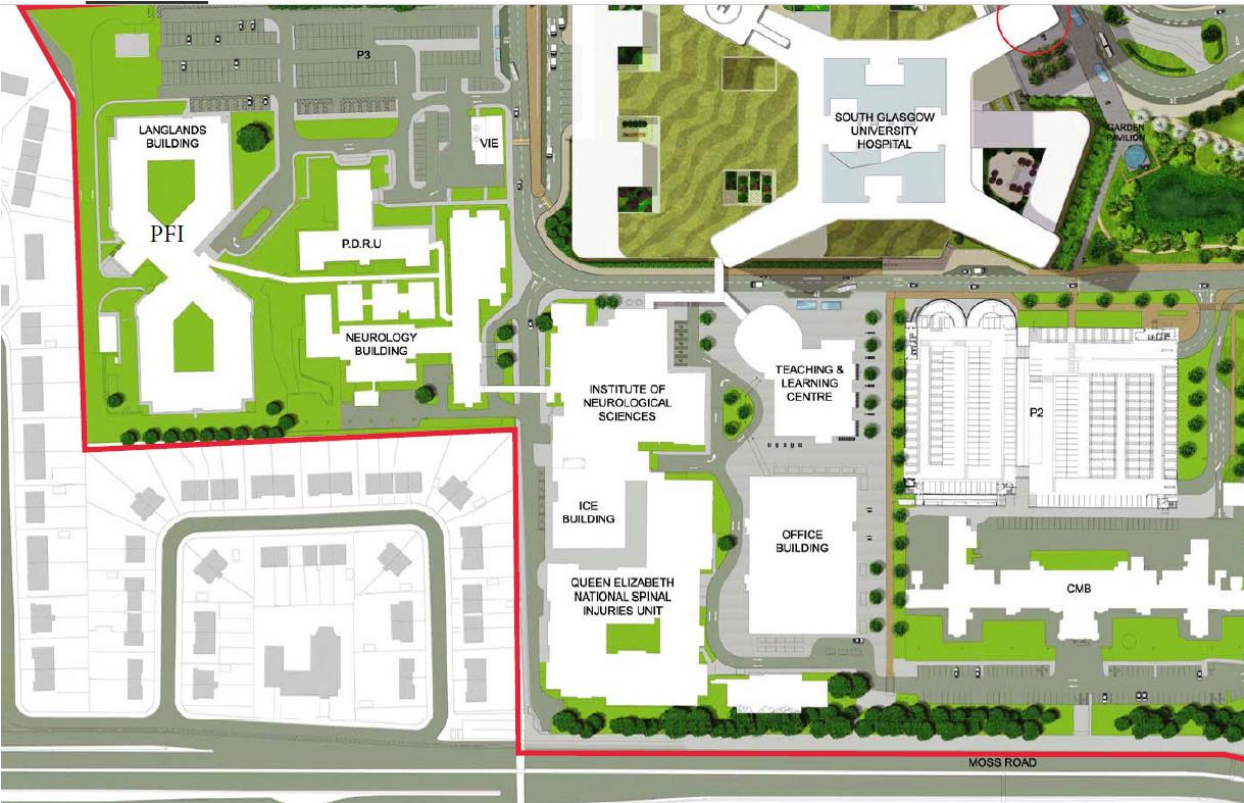 P3
H
LANGLANDS
BUILDING
VIE
SOUTH GLASGOW
UNIVERSITY
HOSPITAL
GARDEN
PAVILION
PFI
P.D.R.U
NEUROLOGY
BUILDING
INSTITUTE OF
NEUROLOGICAL
SCIENCES
TEACHING &
LEARNING
CENTRE
P2
ICE
BUILDING
OFFICE
BUILDING
QUEEN ELIZABETH
NATIONAL SPINAL
INJURIES UNIT
CMB
MOSS ROAD